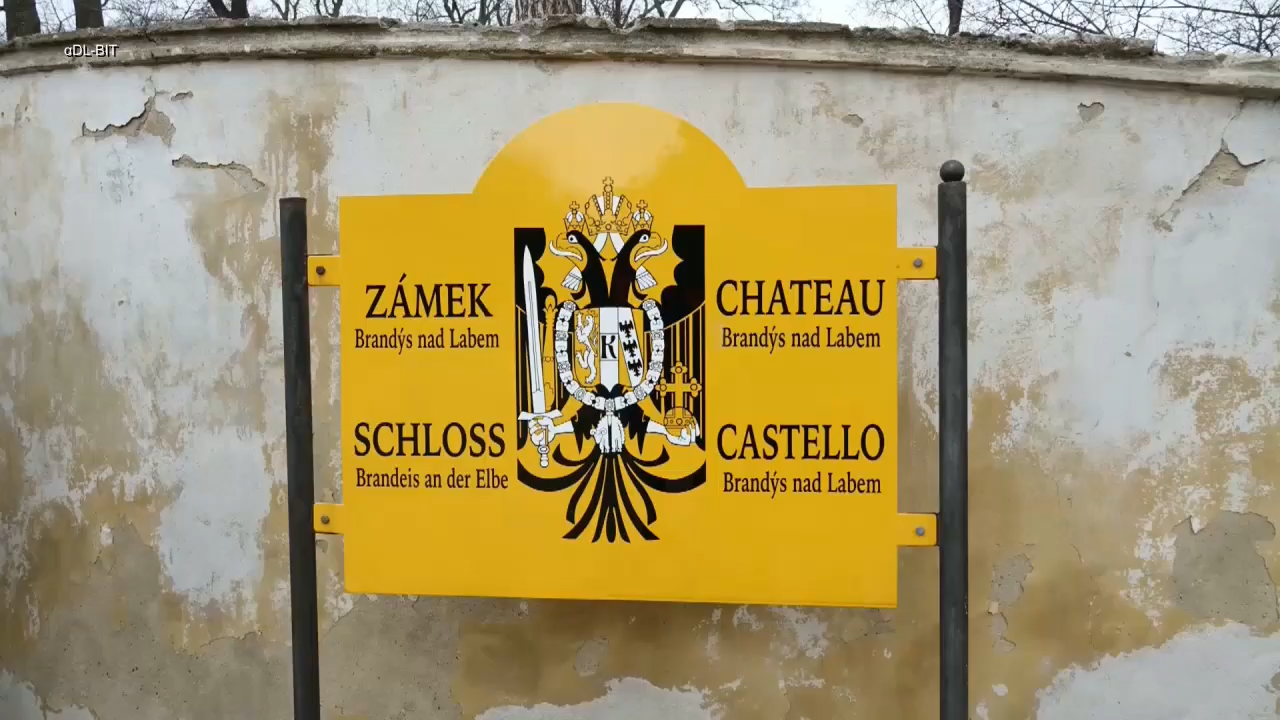 αDL-BIT
ZÁMEK
Brandýs nad Labem
CHATEAU
Brandýs nad Labem
K
SCHLOSS
Brandeis an der Elbe
CASTELLO
Brandýs nad Labem